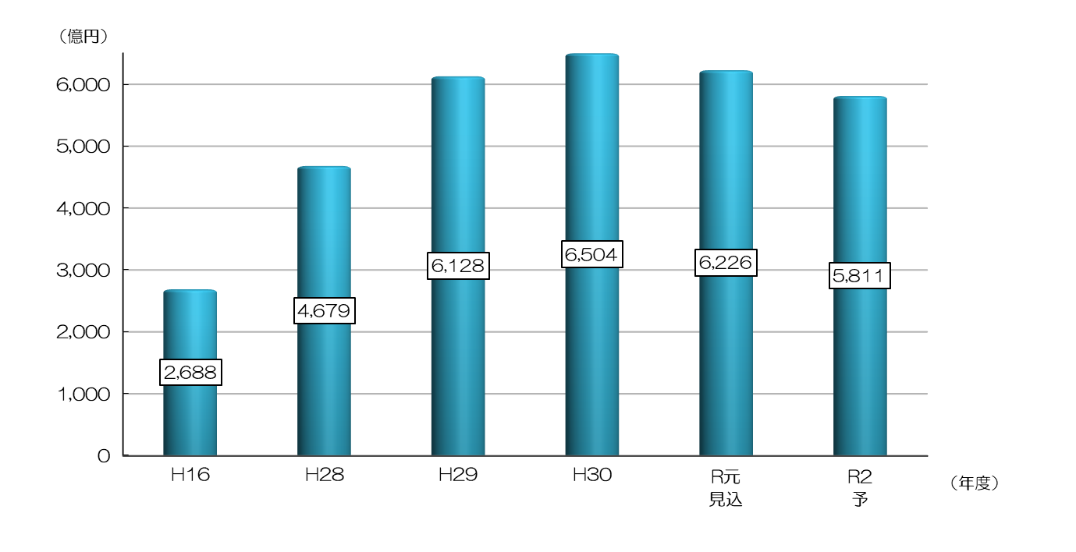 （億円）
6,000
5,000
4,000
3,000
2,000
1,000
0
2,688
4,679
6,128
6,504
6,226
5,811
H16
H28
H29
H30
R元
見込
R2
予
（年度）